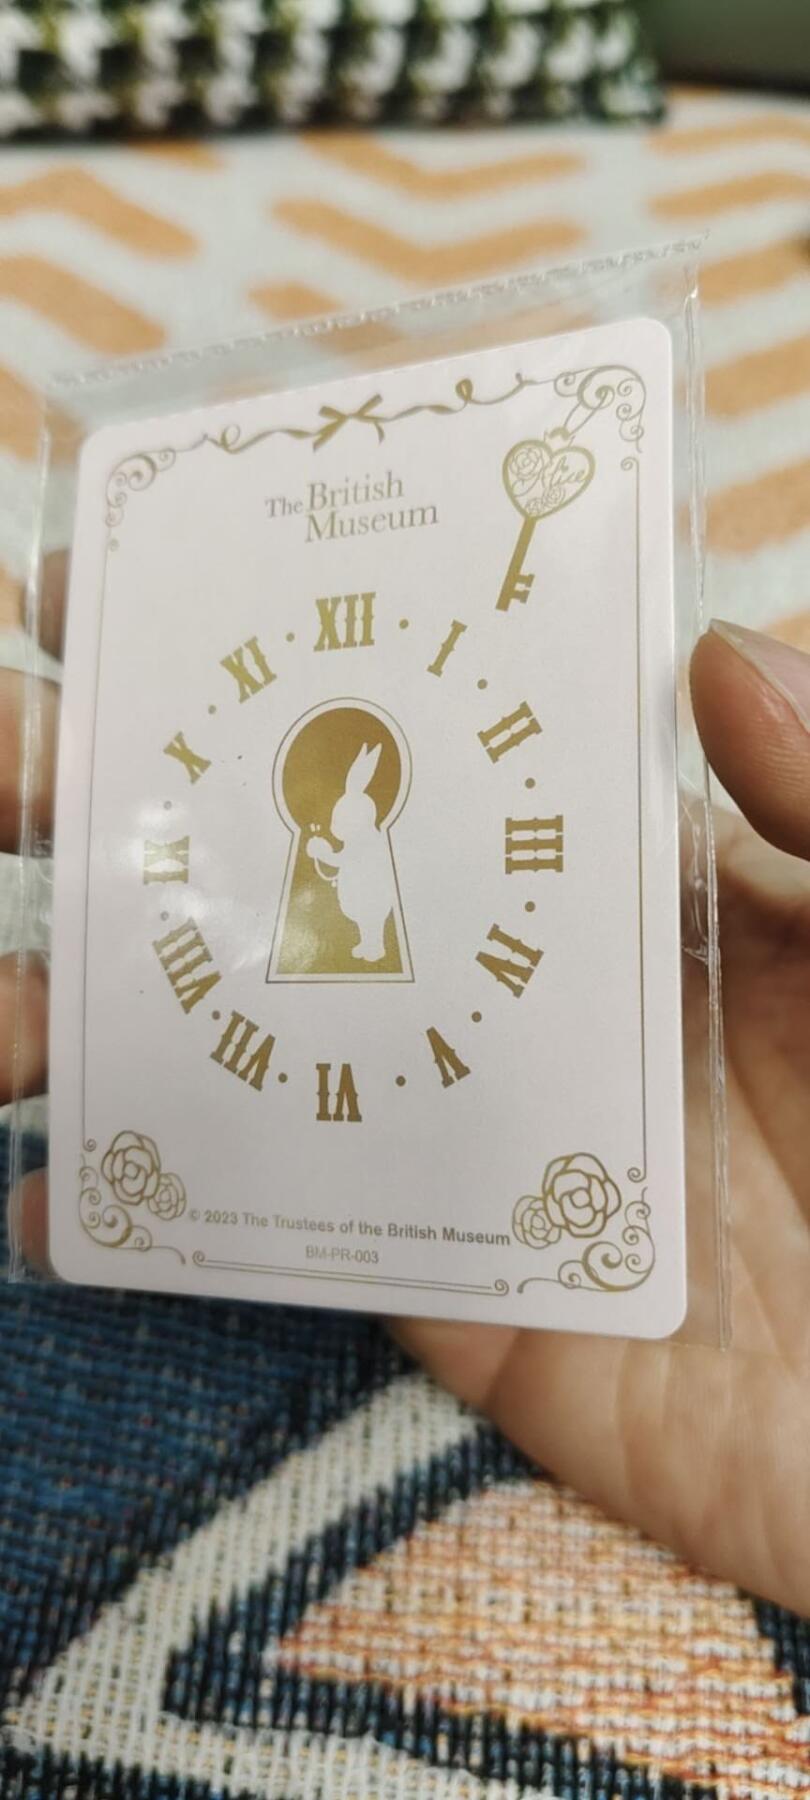 The British
Museum
Alice
XII
I
II
III
IV
V
VI
VII
VIII
IX
X
XI
© 2023 The Trustees of the British Museum
BM-PR-003